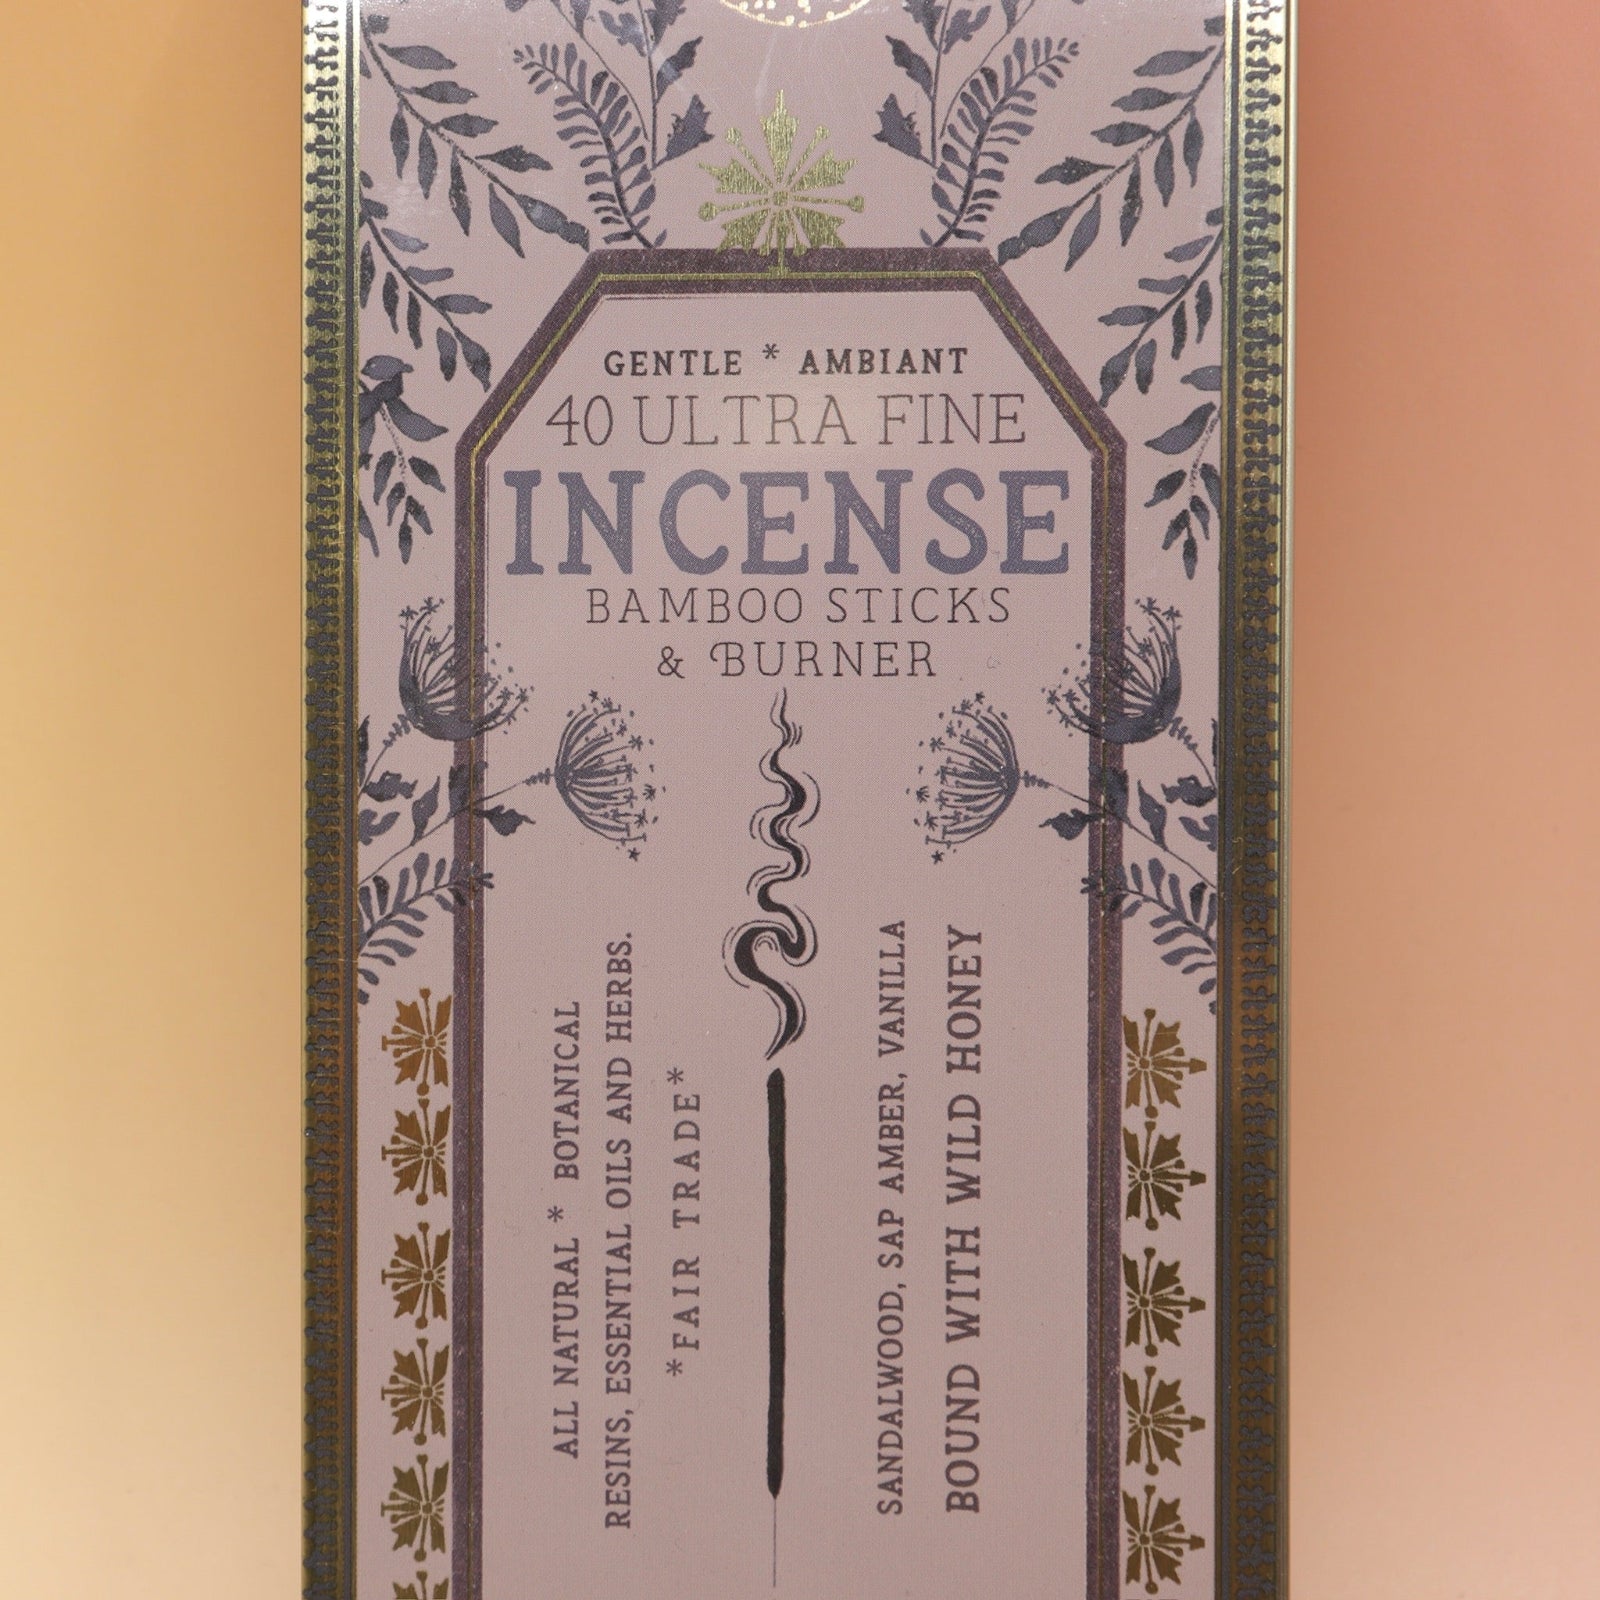 GENTLE * AMBIANT
40 ULTRA FINE
INCENSE
BAMBOO STICKS
& BURNER
ALL NATURAL * BOTANICAL
RESINS, ESSENTIAL OILS AND HERBS.
*FAIR TRADE*
SANDALWOOD, SAP AMBER, VANILLA
BOUND WITH WILD HONEY